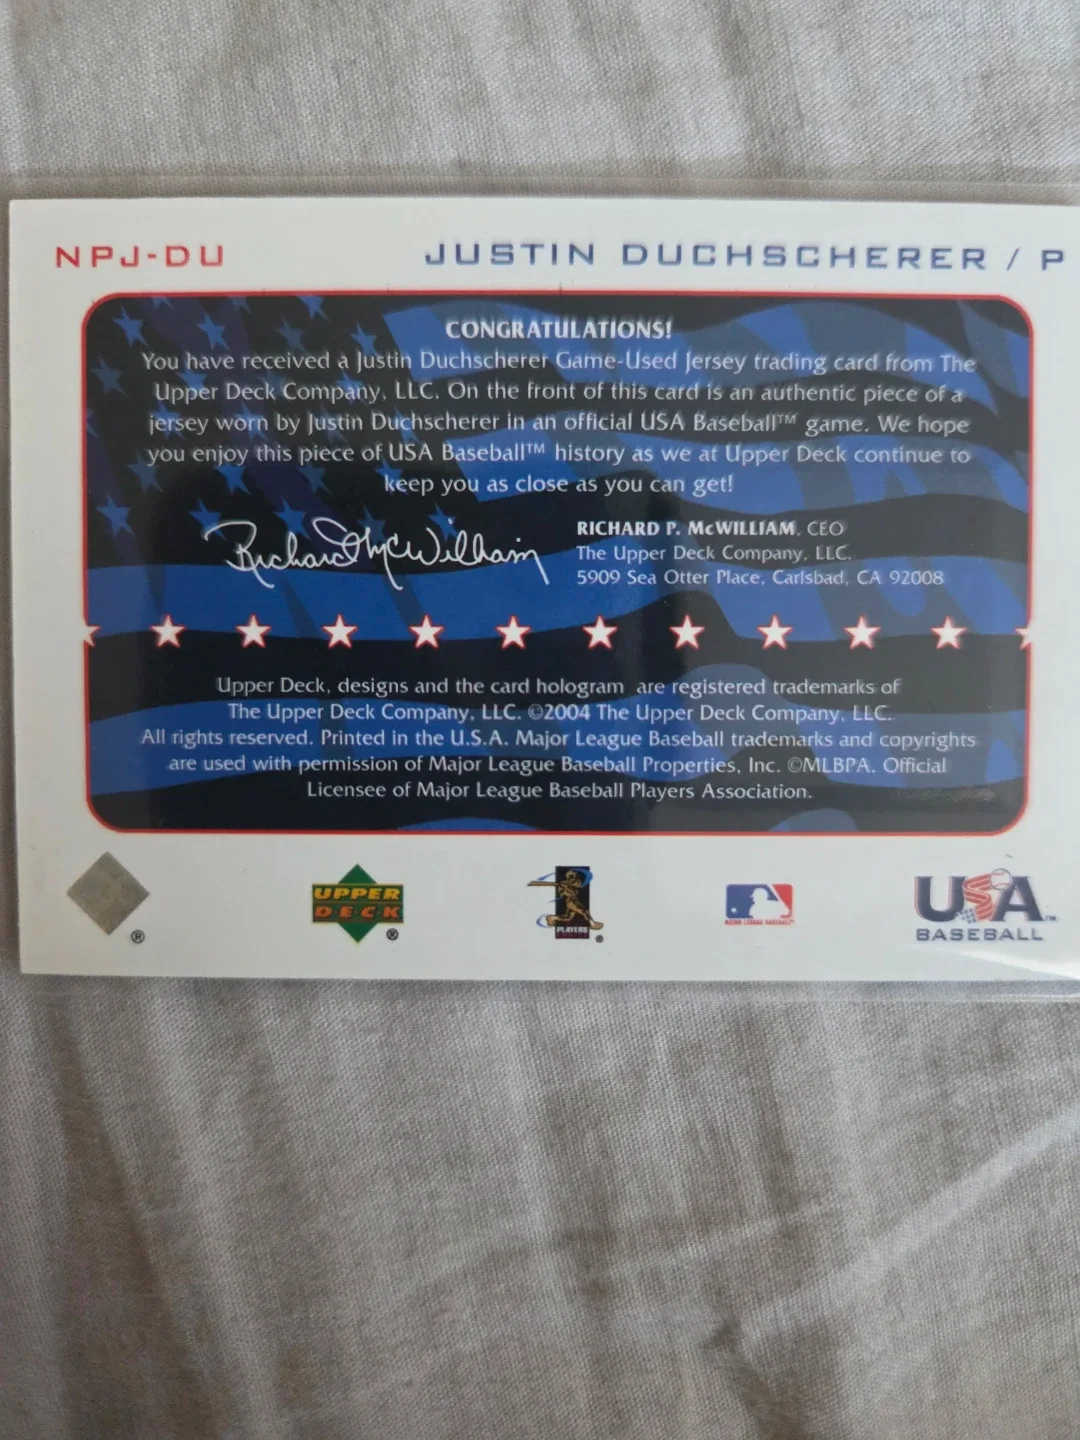 NPJ-DU JUSTIN DUCHSCHERER / P
CONGRATULATIONS!
You have received a Justin Duchscherer Game-Used Jersey trading card from The
Upper Deck Company, LLC. On the front of this card is an authentic piece of a
jersey worn by Justin Duchscherer in an official USA Baseball™ game. We hope
you enjoy this piece of USA Baseball™ history as we at Upper Deck continue to
keep you as close as you can get!
Richard McWilliam
RICHARD P. McWILLIAM, CEO
The Upper Deck Company, LLC.
5909 Sea Otter Place, Carlsbad, CA 92008
Upper Deck, designs and the card hologram are registered trademarks of
The Upper Deck Company, LLC. ©2004 The Upper Deck Company, LLC.
All rights reserved. Printed in the U.S.A. Major League Baseball trademarks and copyrights
are used with permission of Major League Baseball Properties, Inc. ©MLBPA. Official
Licensee of Major League Baseball Players Association.
®
UPPER
DECK
®
PLAYERS
®
MAJOR LEAGUE BASEBALL
USA™
BASEBALL